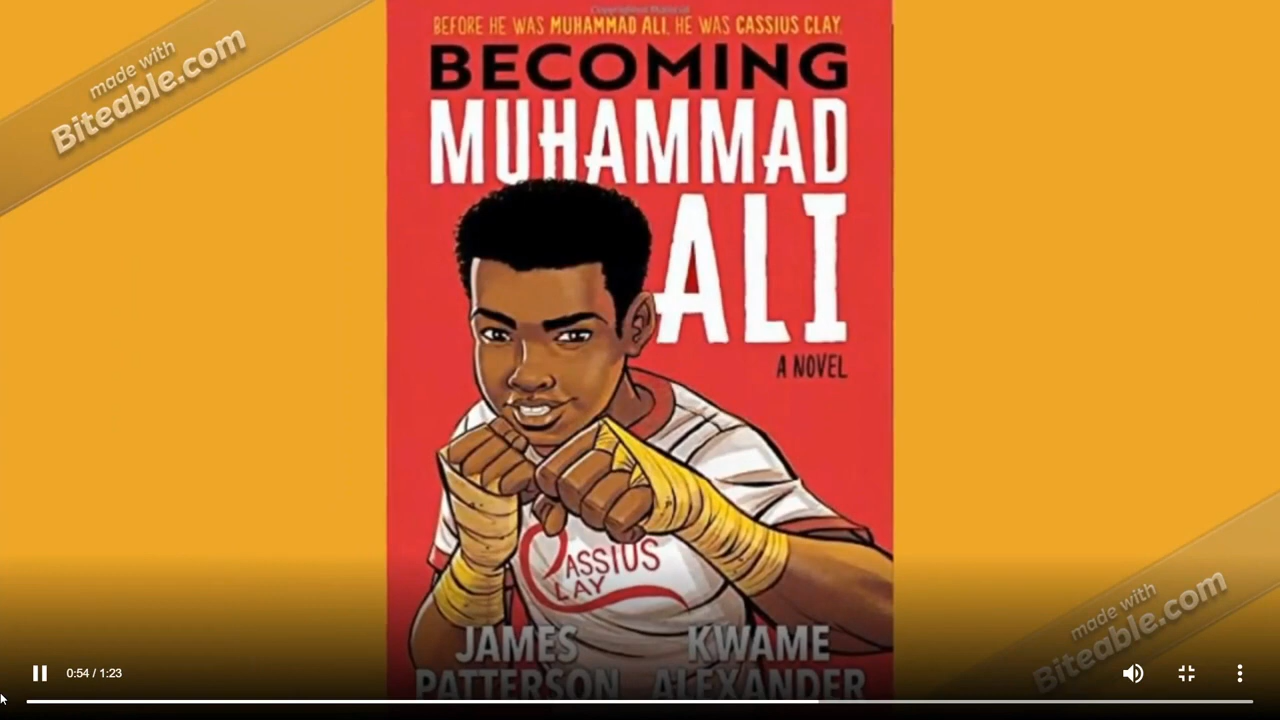 made with
Biteable.com
BEFORE HE WAS MUHAMMAD ALI, HE WAS CASSIUS CLAY.
BECOMING
MUHAMMAD
ALI
A NOVEL
CASSIUS
CLAY
JAMES KWAME
PATTERSON ALEXANDER
made with
Biteable.com
0:54 / 1:23